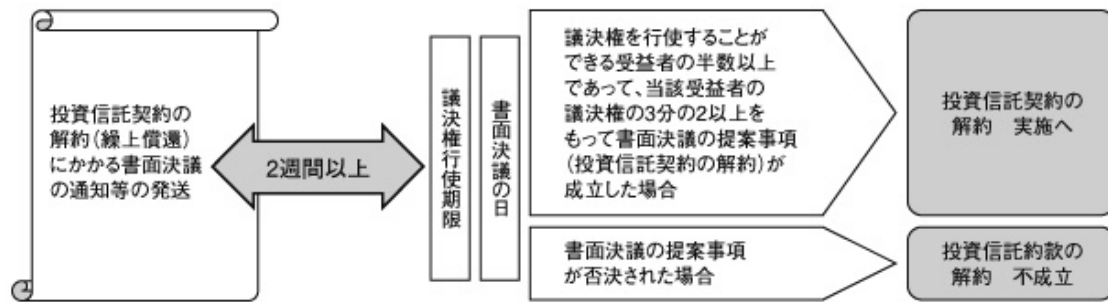 投資信託契約の
解約(繰上償還)
にかかる書面決議
の通知等の発送
2週間以上
議決権行使期限
書面決議の日
議決権を行使することが
できる受益者の半数以上
であって、当該受益者の
議決権の3分の2以上を
もって書面決議の提案事項
(投資信託契約の解約)が
成立した場合
投資信託契約の
解約　実施へ
書面決議の提案事項
が否決された場合
投資信託約款の
解約　不成立